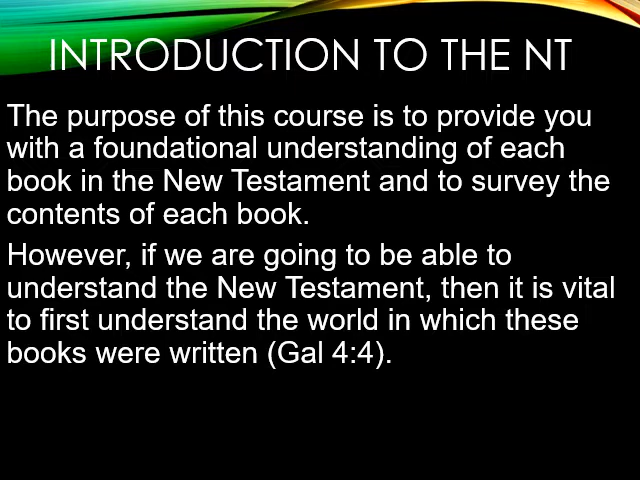 INTRODUCTION TO THE NT
The purpose of this course is to provide you
with a foundational understanding of each
book in the New Testament and to survey the
contents of each book.
However, if we are going to be able to
understand the New Testament, then it is vital
to first understand the world in which these
books were written (Gal 4:4).